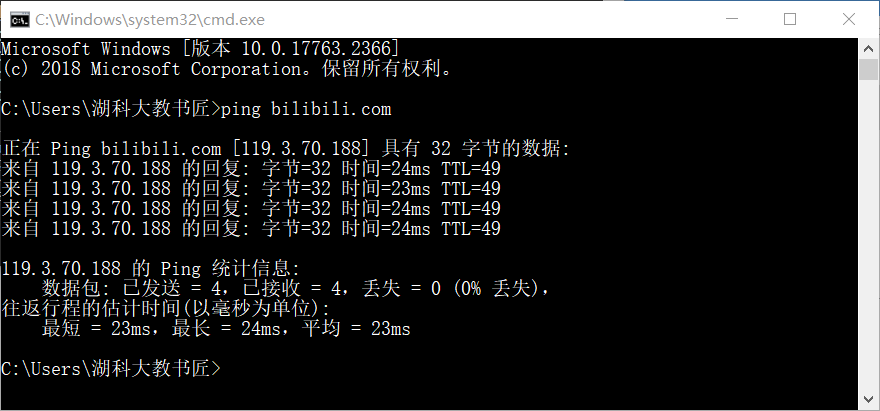 C:\Windows\system32\cmd.exe
Microsoft Windows [版本 10.0.17763.2366]
(c) 2018 Microsoft Corporation。保留所有权利。
C:\Users\湖科大教书匠>ping bilibili.com
正在 Ping bilibili.com [119.3.70.188] 具有 32 字节的数据:
来自 119.3.70.188 的回复: 字节=32 时间=24ms TTL=49
来自 119.3.70.188 的回复: 字节=32 时间=23ms TTL=49
来自 119.3.70.188 的回复: 字节=32 时间=24ms TTL=49
来自 119.3.70.188 的回复: 字节=32 时间=24ms TTL=49
119.3.70.188 的 Ping 统计信息:
数据包: 已发送 = 4，已接收 = 4，丢失 = 0 (0% 丢失)，
往返行程的估计时间(以毫秒为单位):
最短 = 23ms，最长 = 24ms，平均 = 23ms
C:\Users\湖科大教书匠>